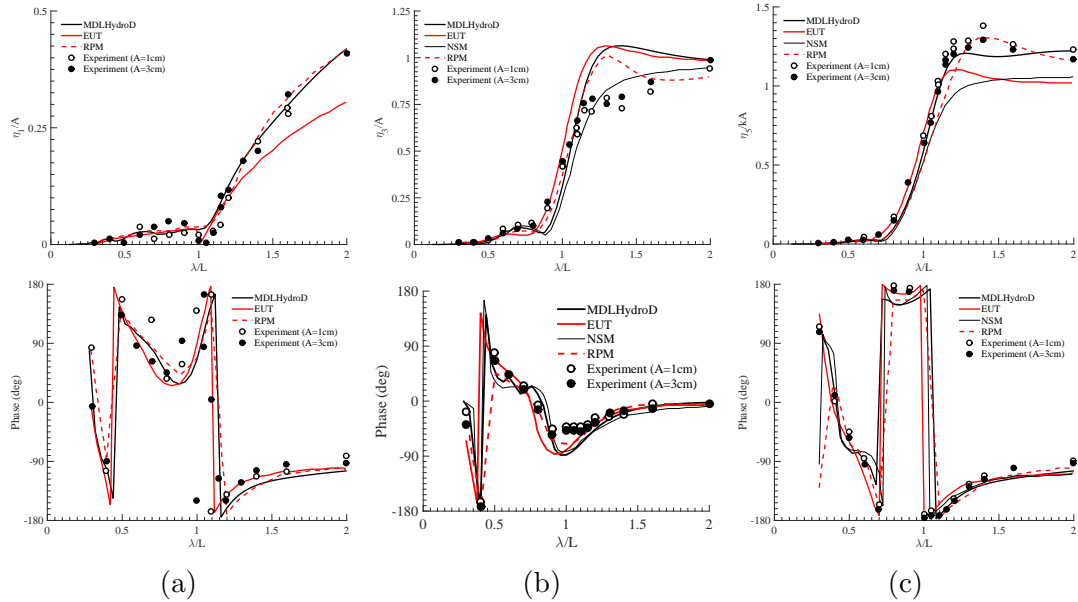 MDLHydroD
EUT
RPM
Experiment (A=1cm)
Experiment (A=3cm)
η1/A
0.5
0.25
0
0 0.5 1 1.5 2
λ/L
MDLHydroD
EUT
NSM
RPM
Experiment (A=1cm)
Experiment (A=3cm)
η3/A
1.25
1
0.75
0.5
0.25
0
0 0.5 1 1.5 2
λ/L
MDLHydroD
EUT
NSM
RPM
Experiment (A=1cm)
Experiment (A=3cm)
η5/kA
1.5
1
0.5
0
0 0.5 1 1.5 2
λ/L
MDLHydroD
EUT
RPM
Experiment (A=1cm)
Experiment (A=3cm)
Phase (deg)
180
90
0
-90
-180
0 0.5 1 1.5 2
λ/L
MDLHydroD
EUT
NSM
RPM
Experiment (A=1cm)
Experiment (A=3cm)
Phase (deg)
180
90
0
-90
-180
0 0.5 1 1.5 2
λ/L
MDLHydroD
EUT
NSM
RPM
Experiment (A=1cm)
Experiment (A=3cm)
Phase (deg)
180
90
0
-90
-180
0 0.5 1 1.5 2
λ/L
(a) (b) (c)